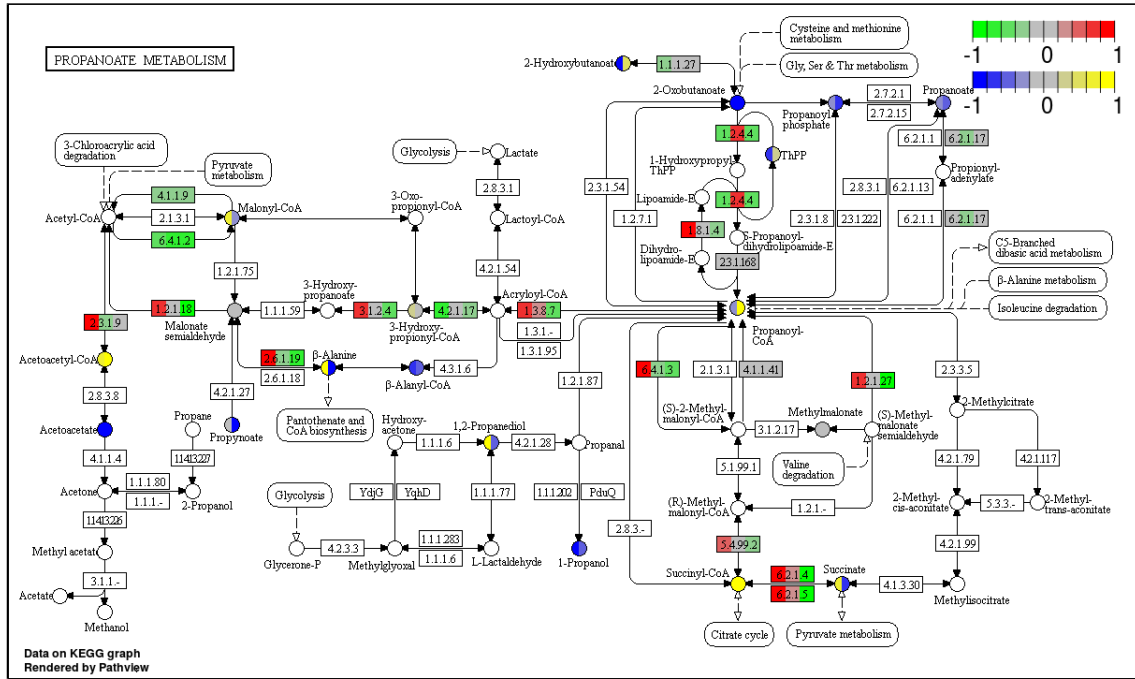 PROPANOATE METABOLISM
-1 0 1
-1 0 1
Cysteine and methionine
metabolism
Gly, Ser & Thr metabolism
2-Hydroxybutanoate
1.1.1.27
2-Oxobutanoate
Propanoyl
phosphate
2.7.2.1
2.7.2.15
Propanoate
3-Chloroacrylic acid
degradation
Pyruvate
metabolism
Glycolysis
Lactate
2.8.3.1
Lactoyl-CoA
4.2.1.54
1.2.4.4
ThPP
1-Hydroxypropyl-
ThPP
Lipoamide-E
1.2.4.4
1.8.1.4
Dihydro-
lipoamide-E
S-Propanoyl-
dihydrolipoamide-E
2.3.1.168
2.3.1.54
1.2.7.1
2.3.1.8
2.3.1.222
2.8.3.1
6.2.1.13
6.2.1.1
6.2.1.17
Propionyl-
adenylate
6.2.1.1
6.2.1.17
C5-Branched
dibasic acid metabolism
β-Alanine metabolism
Isoleucine degradation
Acetyl-CoA
4.1.1.9
2.1.3.1
6.4.1.2
Malonyl-CoA
3-Oxo-
propionyl-CoA
1.2.1.75
1.2.1.18
Malonate
semialdehyde
1.1.1.59
3-Hydroxy-
propanoate
3.1.2.4
3-Hydroxy-
propionyl-CoA
4.2.1.17
Acryloyl-CoA
1.3.8.7
1.3.1.-
1.3.1.95
Propanoyl-
CoA
2.3.1.9
Acetoacetyl-CoA
2.8.3.8
Acetoacetate
4.1.1.4
Acetone
2.6.1.19
2.6.1.18
β-Alanine
β-Alanyl-CoA
4.3.1.6
4.2.1.27
Propynoate
Pantothenate and
CoA biosynthesis
1.2.1.87
Propane
1.14.13.227
1.1.1.80
1.1.1.-
2-Propanol
1.14.13.226
Methyl acetate
3.1.1.-
Acetate
Methanol
Hydroxy-
acetone
1.1.1.6
1,2-Propanediol
4.2.1.28
Propanal
Glycolysis
YdjG
YqhD
1.1.1.77
1.1.1.202
PduQ
Glycerone-P
4.2.3.3
Methylglyoxal
1.1.1.283
1.1.1.6
L-Lactaldehyde
1-Propanol
6.4.1.3
2.1.3.1
4.1.1.41
1.2.1.27
(S)-2-Methyl-
malonyl-CoA
3.1.2.17
Methylmalonate
(S)-Methyl-
malonate
semialdehyde
Valine
degradation
5.1.99.1
(R)-Methyl-
malonyl-CoA
1.2.1.-
2.8.3.-
5.4.99.2
Succinyl-CoA
6.2.1.4
6.2.1.5
Succinate
Citrate cycle
Pyruvate metabolism
2.3.3.5
2-Methylcitrate
4.2.1.79
4.2.1.117
2-Methyl-
cis-aconitate
5.3.3.-
2-Methyl-
trans-aconitate
4.2.1.99
4.1.3.30
Methylisocitrate
Data on KEGG graph
Rendered by Pathview